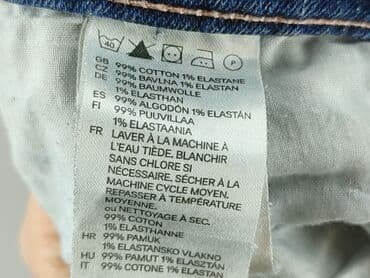 40 P
GB 99% COTTON 1% ELASTANE
CZ 99% BAVLNA 1% ELASTAN
DE 99% BAUMWOLLE
1% ELASTHAN
ES 99% ALGODÓN 1% ELASTÁN
FI 99% PUUVILLAA
1% ELASTAANIA
FR LAVER À LA MACHINE À
L'EAU TIÈDE, BLANCHIR
SANS CHLORE SI
NÉCESSAIRE, SÉCHER À LA
MACHINE CYCLE MOYEN,
REPASSER À TEMPÉRATURE
MOYENNE.
OU NETTOYAGE À SEC.
99% COTON
1% ÉLASTHANNE
HR 99% PAMUK
1% ELASTANSKO VLAKNO
HU 99% PAMUT 1% ELASZTÁN
IT 99% COTONE 1% ELASTAN